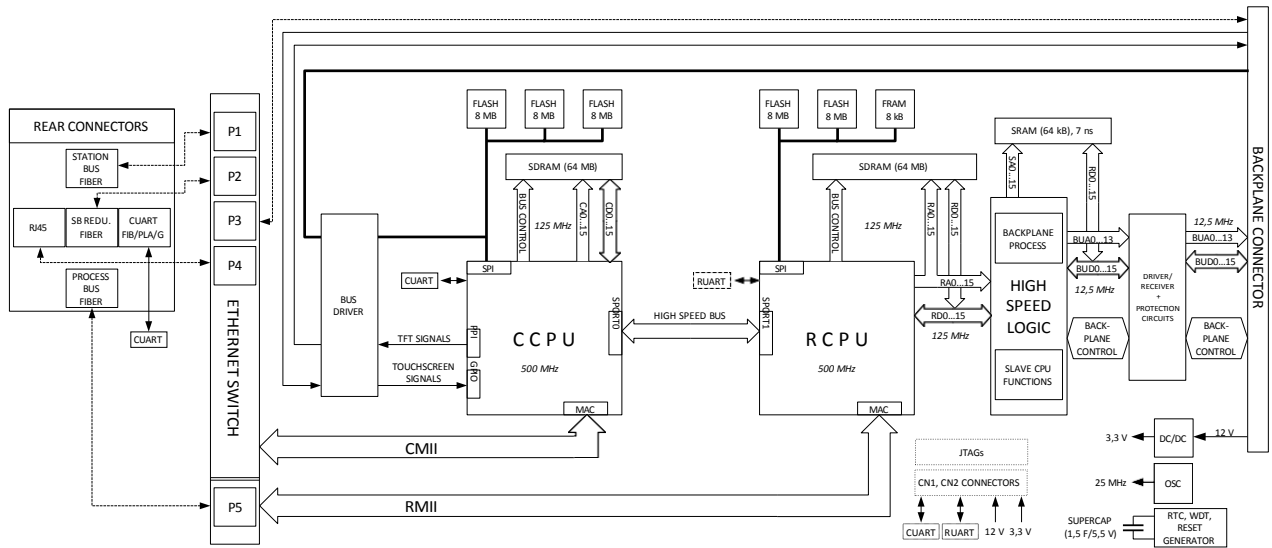 REAR CONNECTORS
STATION
BUS
FIBER
RJ45
SB REDU.
FIBER
CUART
FIB/PLA/G
PROCESS
BUS
FIBER
CUART
P1
P2
P3
P4
ETHERNET SWITCH
P5
BUS
DRIVER
FLASH
8 MB
FLASH
8 MB
FLASH
8 MB
SDRAM (64 MB)
BUS CONTROL
125 MHz
CA0...15
CD0...15
SPI
CUART
PPI
GPIO
SPORT0
CCPU
500 MHz
MAC
TFT SIGNALS
TOUCHSCREEN
SIGNALS
HIGH SPEED BUS
CMII
RMII
FLASH
8 MB
FLASH
8 MB
FRAM
8 kB
SDRAM (64 MB)
BUS CONTROL
125 MHz
RA0...15
RD0...15
SPI
RUART
SPORT1
RCPU
500 MHz
MAC
RA0...15
RD0...15
125 MHz
SRAM (64 kB), 7 ns
SA0...15
RD0...15
BACKPLANE
PROCESS
HIGH
SPEED
LOGIC
SLAVE CPU
FUNCTIONS
BUA0...13
BUD0...15
12,5 MHz
BACK-
PLANE
CONTROL
DRIVER/
RECEIVER
+
PROTECTION
CIRCUITS
12,5 MHz
BUA0...13
BUD0...15
BACK-
PLANE
CONTROL
BACKPLANE CONNECTOR
JTAGs
CN1, CN2 CONNECTORS
CUART
RUART
12 V
3,3 V
3,3 V
DC/DC
12 V
25 MHz
OSC
SUPERCAP
(1,5 F/5,5 V)
RTC, WDT,
RESET
GENERATOR